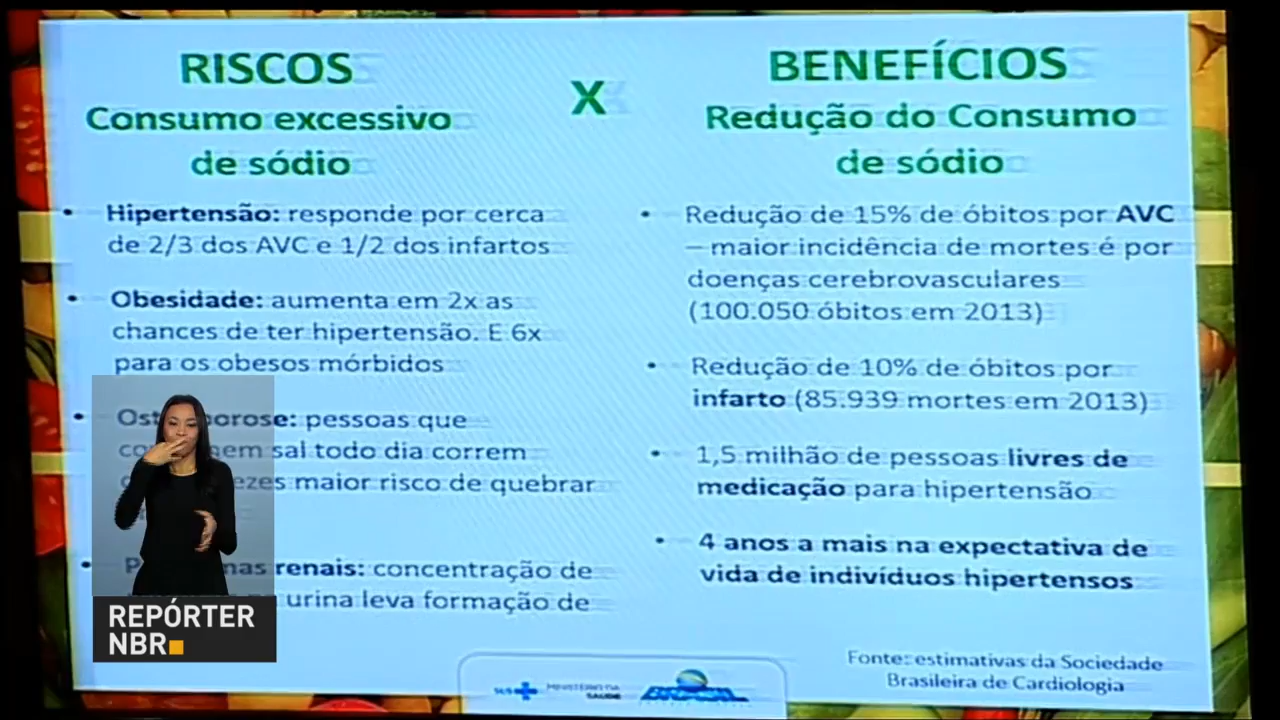 RISCOS
Consumo excessivo
de sódio
X
BENEFÍCIOS
Redução do Consumo
de sódio
• Hipertensão: responde por cerca
de 2/3 dos AVC e 1/2 dos infartos
• Obesidade: aumenta em 2x as
chances de ter hipertensão. E 6x
para os obesos mórbidos
• pessoas que
sal todo dia correm
maior risco de quebrar
• renais: concentração de
urina leva formação de
• Redução de 15% de óbitos por AVC
– maior incidência de mortes é por
doenças cerebrovasculares
(100.050 óbitos em 2013)
• Redução de 10% de óbitos por
infarto (85.939 mortes em 2013)
• 1,5 milhão de pessoas livres de
medicação para hipertensão
• 4 anos a mais na expectativa de
vida de indivíduos hipertensos
Fonte: estimativas da Sociedade
Brasileira de Cardiologia
SUS
MINISTÉRIO DA
SAÚDE
BRASIL
REPÓRTER
NBR